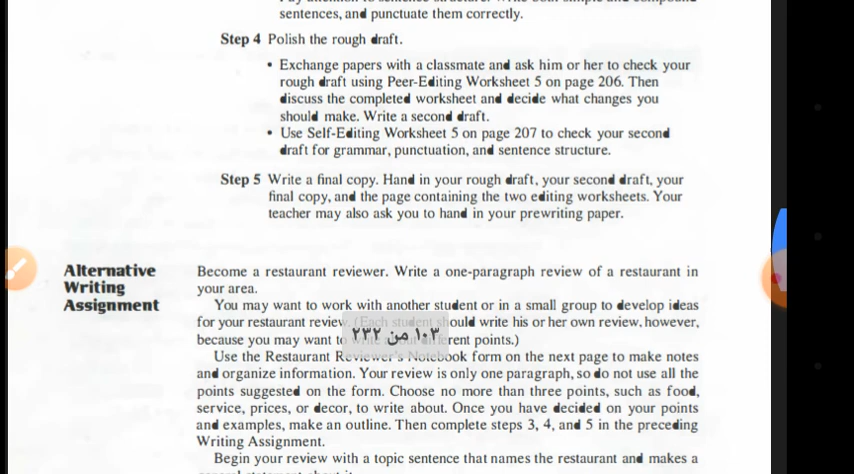 sentences, and punctuate them correctly.
Step 4 Polish the rough draft.
• Exchange papers with a classmate and ask him or her to check your
rough draft using Peer-Editing Worksheet 5 on page 206. Then
discuss the completed worksheet and decide what changes you
should make. Write a second draft.
• Use Self-Editing Worksheet 5 on page 207 to check your second
draft for grammar, punctuation, and sentence structure.
Step 5 Write a final copy. Hand in your rough draft, your second draft, your
final copy, and the page containing the two editing worksheets. Your
teacher may also ask you to hand in your prewriting paper.
Alternative
Writing
Assignment
Become a restaurant reviewer. Write a one-paragraph review of a restaurant in
your area.
You may want to work with another student or in a small group to develop ideas
for your restaurant review. (Each student should write his or her own review, however,
because you may want to points.)
١٠٣ من ٢٣٢
Use the Restaurant Reviewer's Notebook form on the next page to make notes
and organize information. Your review is only one paragraph, so do not use all the
points suggested on the form. Choose no more than three points, such as food,
service, prices, or decor, to write about. Once you have decided on your points
and examples, make an outline. Then complete steps 3, 4, and 5 in the preceding
Writing Assignment.
Begin your review with a topic sentence that names the restaurant and makes a